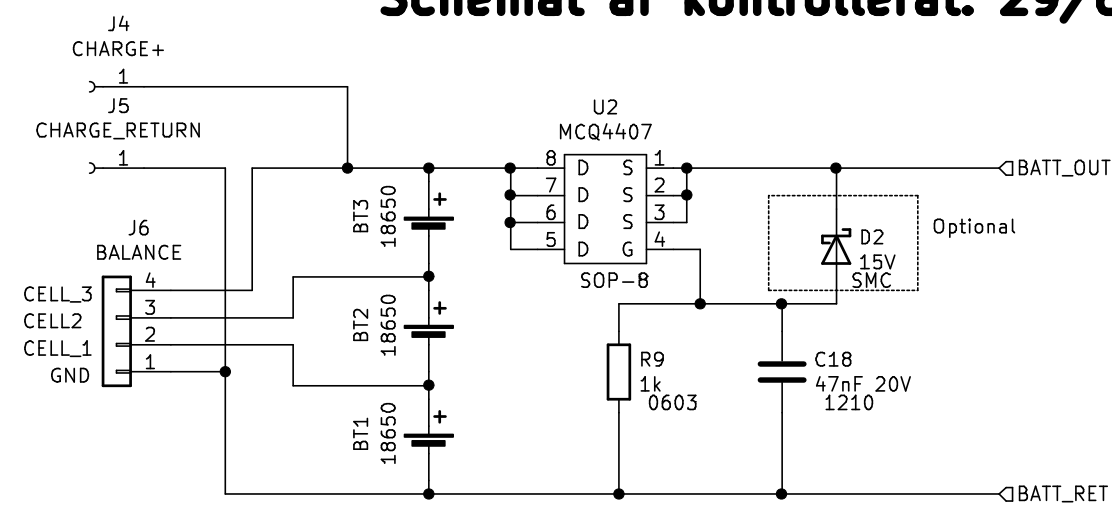 Schemat är kontrollerat. 29/
J4
CHARGE+
1
J5
CHARGE_RETURN
1
J6
BALANCE
CELL_3
4
CELL2
3
CELL_1
2
GND
1
BT3
18650
+
BT2
18650
+
BT1
18650
+
U2
MCQ4407
8 D S 1
7 D S 2
6 D S 3
5 D G 4
SOP-8
BATT_OUT
Optional
D2
15V
SMC
R9
1k
0603
C18
47nF 20V
1210
BATT_RET